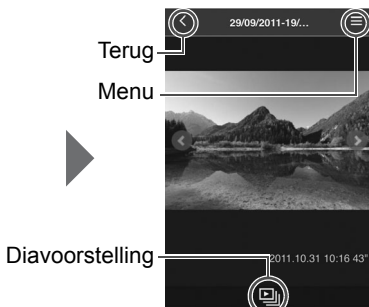 29/09/2011-19/...
Terug
Menu
Diavoorstelling
2011.10.31 10:16 43"